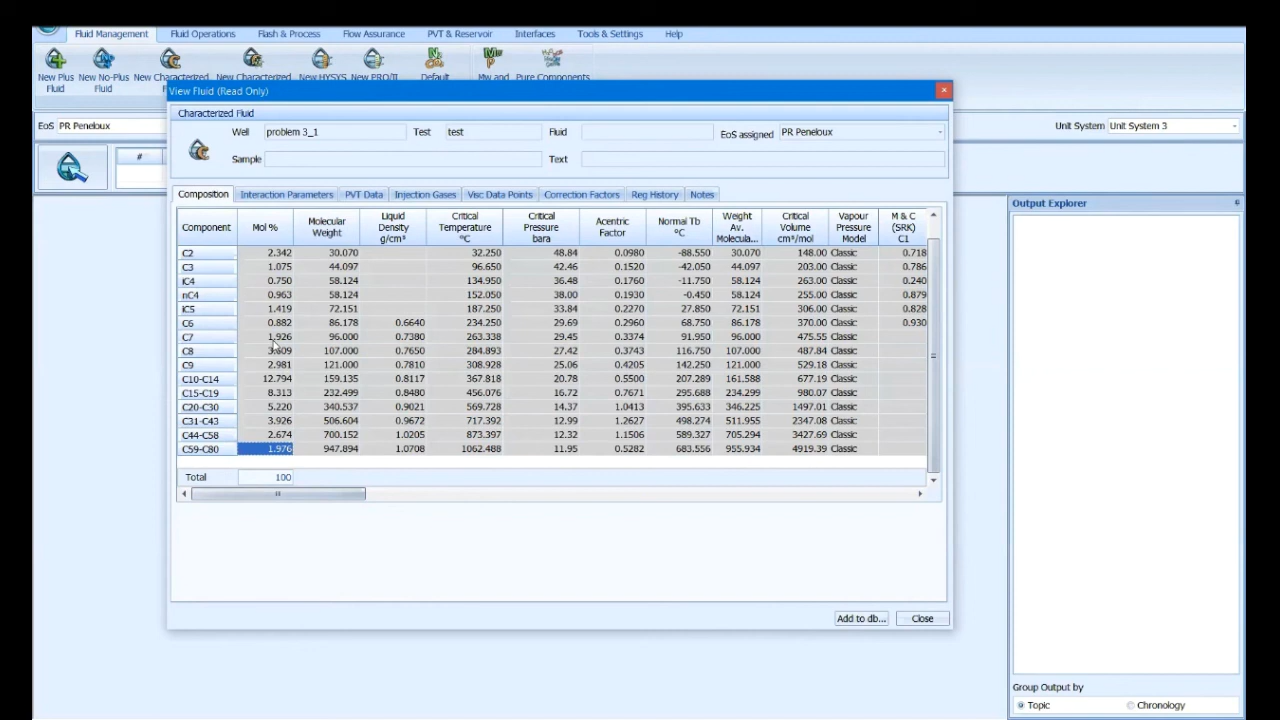 Fluid Management Fluid Operations Flash & Process Flow Assurance PVT & Reservoir Interfaces Tools & Settings Help
New Plus Fluid New No-Plus Fluid New Characterized New Characterized New HYSYS New PRO/II Default Mw and Pure Components
EoS PR Peneloux Unit System Unit System 3
#
View Fluid (Read Only)
Characterized Fluid
Well problem 3_1 Test test Fluid EoS assigned PR Peneloux
Sample Text
Composition Interaction Parameters PVT Data Injection Gases Visc Data Points Correction Factors Reg History Notes
Component Mol % Molecular Weight Liquid Density g/cm³ Critical Temperature °C Critical Pressure bara Acentric Factor Normal Tb °C Weight Av. Molecula... Critical Volume cm³/mol Vapour Pressure Model M & C (SRK) C1
C2 2.342 30.070 32.250 48.84 0.0980 -88.550 30.070 148.00 Classic 0.718
C3 1.075 44.097 96.650 42.46 0.1520 -42.050 44.097 203.00 Classic 0.786
iC4 0.750 58.124 134.950 36.48 0.1760 -11.750 58.124 263.00 Classic 0.240
nC4 0.963 58.124 152.050 38.00 0.1930 -0.450 58.124 255.00 Classic 0.879
iC5 1.419 72.151 187.250 33.84 0.2270 27.850 72.151 306.00 Classic 0.828
C6 0.882 86.178 0.6640 234.250 29.69 0.2960 68.750 86.178 370.00 Classic 0.930
C7 1.926 96.000 0.7380 263.338 29.45 0.3374 91.950 96.000 475.55 Classic
C8 107.000 0.7650 284.893 27.42 0.3743 116.750 107.000 487.84 Classic
C9 2.981 121.000 0.7810 308.928 25.06 0.4205 142.250 121.000 529.18 Classic
C10-C14 12.794 159.135 0.8117 367.818 20.78 0.5500 207.289 161.588 677.19 Classic
C15-C19 8.313 232.499 0.8480 456.076 16.72 0.7671 295.688 234.299 980.07 Classic
C20-C30 5.220 340.537 0.9021 569.728 14.37 1.0413 395.633 346.225 1497.01 Classic
C31-C43 3.926 506.604 0.9672 717.392 12.99 1.2627 498.274 511.955 2347.08 Classic
C44-C58 2.674 700.152 1.0205 873.397 12.32 1.1506 589.327 705.294 3427.69 Classic
C59-C80 1.976 947.894 1.0708 1062.488 11.95 0.5282 683.556 955.934 4919.39 Classic
Total 100
Add to db... Close
Output Explorer
Group Output by
Topic Chronology